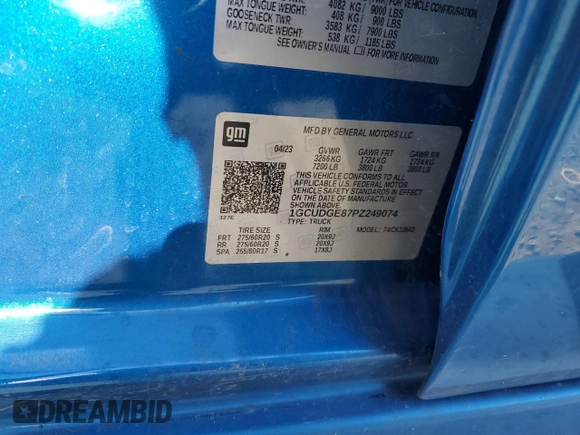 MAX TONGUE WEIGHT: 4082 KG/ 9000 LBS
408 KG/ 900 LBS
GOOSENECK TWR: 3583 KG/ 7900 LBS
MAX TONGUE WEIGHT: 538 KG/ 1185 LBS
SEE OWNER'S MANUAL FOR MORE INFORMATION
gm
MFD BY GENERAL MOTORS LLC
04/23 GVWR GAWR FRT GAWR RR
3266 KG 1724 KG 1724 KG
7200 LB 3800 LB 3800 LB
THIS VEHICLE CONFORMS TO ALL
APPLICABLE U.S. FEDERAL MOTOR
VEHICLE SAFETY STANDARDS IN EFFECT
ON THE DATE OF MANUFACTURE
SHOWN ABOVE.
327E
1GCUDGE87PZ249074
TYPE: TRUCK MODEL:
TIRE SIZE RIM
FRT 275/60R20 S 20X9J
RR 275/60R20 S 20X9J
SPA 255/80R17 S 17X8J
DREAMBID